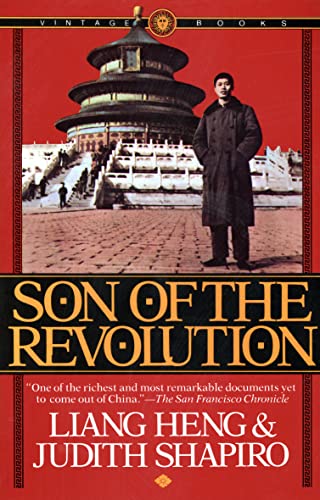 VINTAGE BOOKS
SON OF THE
REVOLUTION
"One of the richest and most remarkable documents yet
to come out of China."—The San Francisco Chronicle
LIANG HENG &
JUDITH SHAPIRO